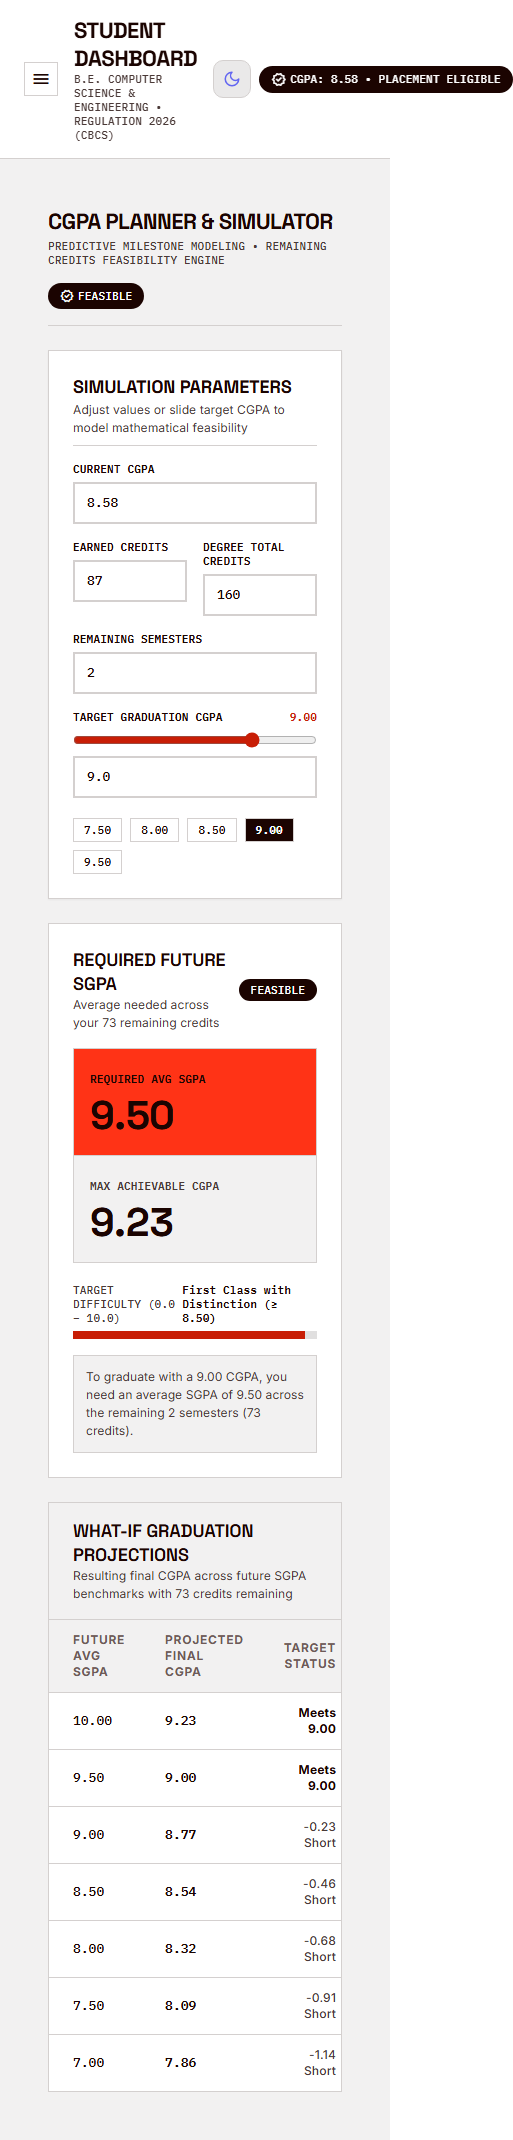 STUDENT
DASHBOARD
B.E. COMPUTER
SCIENCE &
ENGINEERING •
REGULATION 2026
(CBCS)
CGPA: 8.58 • PLACEMENT ELIGIBLE
CGPA PLANNER & SIMULATOR
PREDICTIVE MILESTONE MODELING • REMAINING
CREDITS FEASIBILITY ENGINE
FEASIBLE
SIMULATION PARAMETERS
Adjust values or slide target CGPA to
model mathematical feasibility
CURRENT CGPA
8.58
EARNED CREDITS
87
DEGREE TOTAL
CREDITS
160
REMAINING SEMESTERS
2
TARGET GRADUATION CGPA 9.00
9.0
7.50 8.00 8.50 9.00
9.50
REQUIRED FUTURE
SGPA
Average needed across
your 73 remaining credits
FEASIBLE
REQUIRED AVG SGPA
9.50
MAX ACHIEVABLE CGPA
9.23
TARGET
DIFFICULTY (0.0
– 10.0)
First Class with
Distinction (≥
8.50)
To graduate with a 9.00 CGPA, you
need an average SGPA of 9.50 across
the remaining 2 semesters (73
credits).
WHAT-IF GRADUATION
PROJECTIONS
Resulting final CGPA across future SGPA
benchmarks with 73 credits remaining
FUTURE
AVG
SGPA
PROJECTED
FINAL
CGPA
TARGET
STATUS
10.00 9.23 Meets
9.00
9.50 9.00 Meets
9.00
9.00 8.77 -0.23
Short
8.50 8.54 -0.46
Short
8.00 8.32 -0.68
Short
7.50 8.09 -0.91
Short
7.00 7.86 -1.14
Short